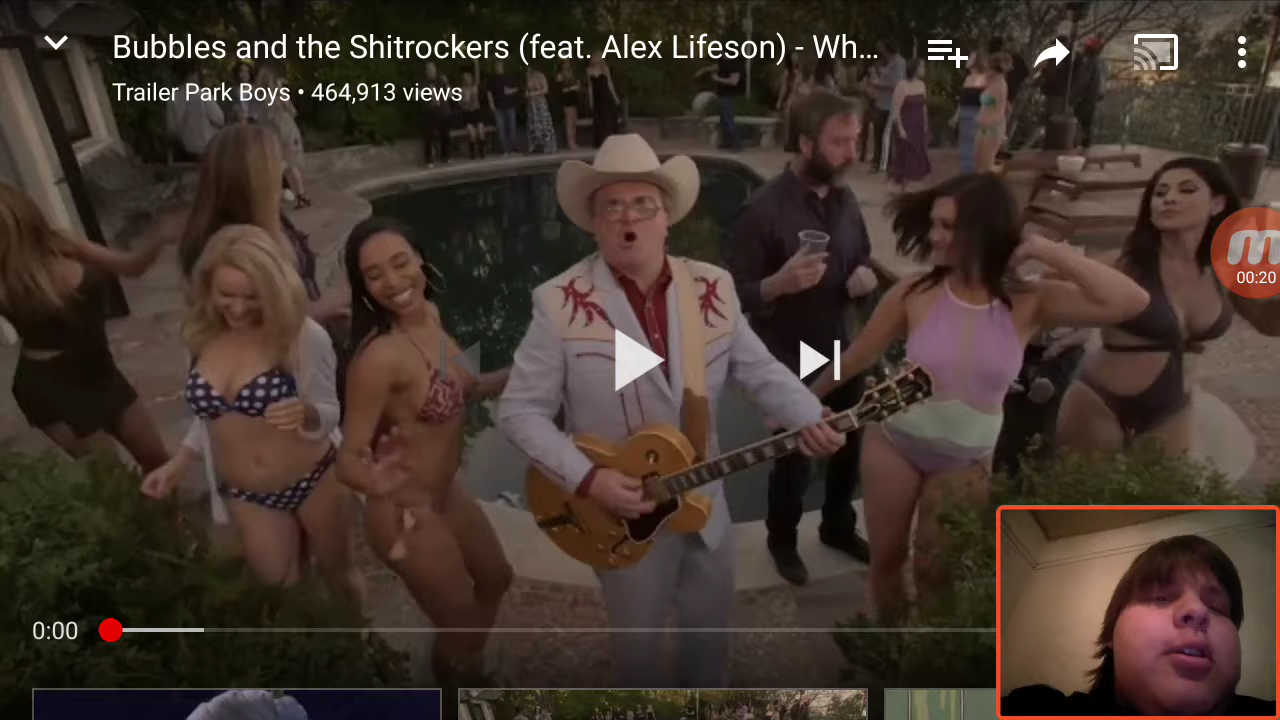 Bubbles and the Shitrockers (feat. Alex Lifeson) - Wh...
Trailer Park Boys • 464,913 views
00:20
0:00